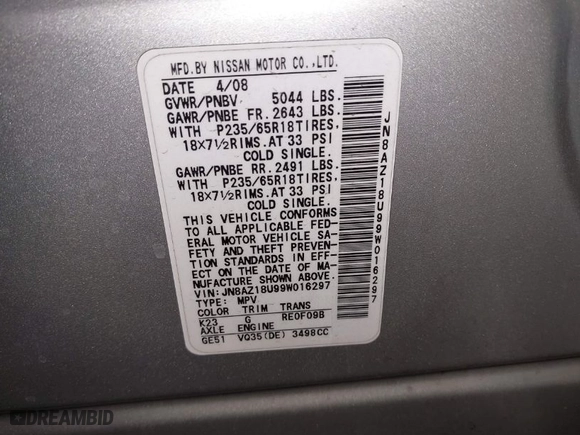 MFD.BY NISSAN MOTOR CO.,LTD.
DATE 4/08
GVWR/PNBV 5044 LBS.
GAWR/PNBE FR. 2643 LBS.
WITH P235/65R18TIRES.
18×7½RIMS.AT 33 PSI
COLD SINGLE.
GAWR/PNBE RR. 2491 LBS.
WITH P235/65R18TIRES.
18×7½RIMS.AT 33 PSI
COLD SINGLE.
THIS VEHICLE CONFORMS
TO ALL APPLICABLE FED-
ERAL MOTOR VEHICLE SA-
FETY AND THEFT PREVEN-
TION STANDARDS IN EFF-
ECT ON THE DATE OF MA-
NUFACTURE SHOWN ABOVE.
VIN: JN8AZ18U99W016297
TYPE: MPV
COLOR TRIM TRANS
K23 G RE0F09B
AXLE ENGINE
GE51 VQ35(DE) 3498CC
JN8AZ18U99W016297
DREAMBID